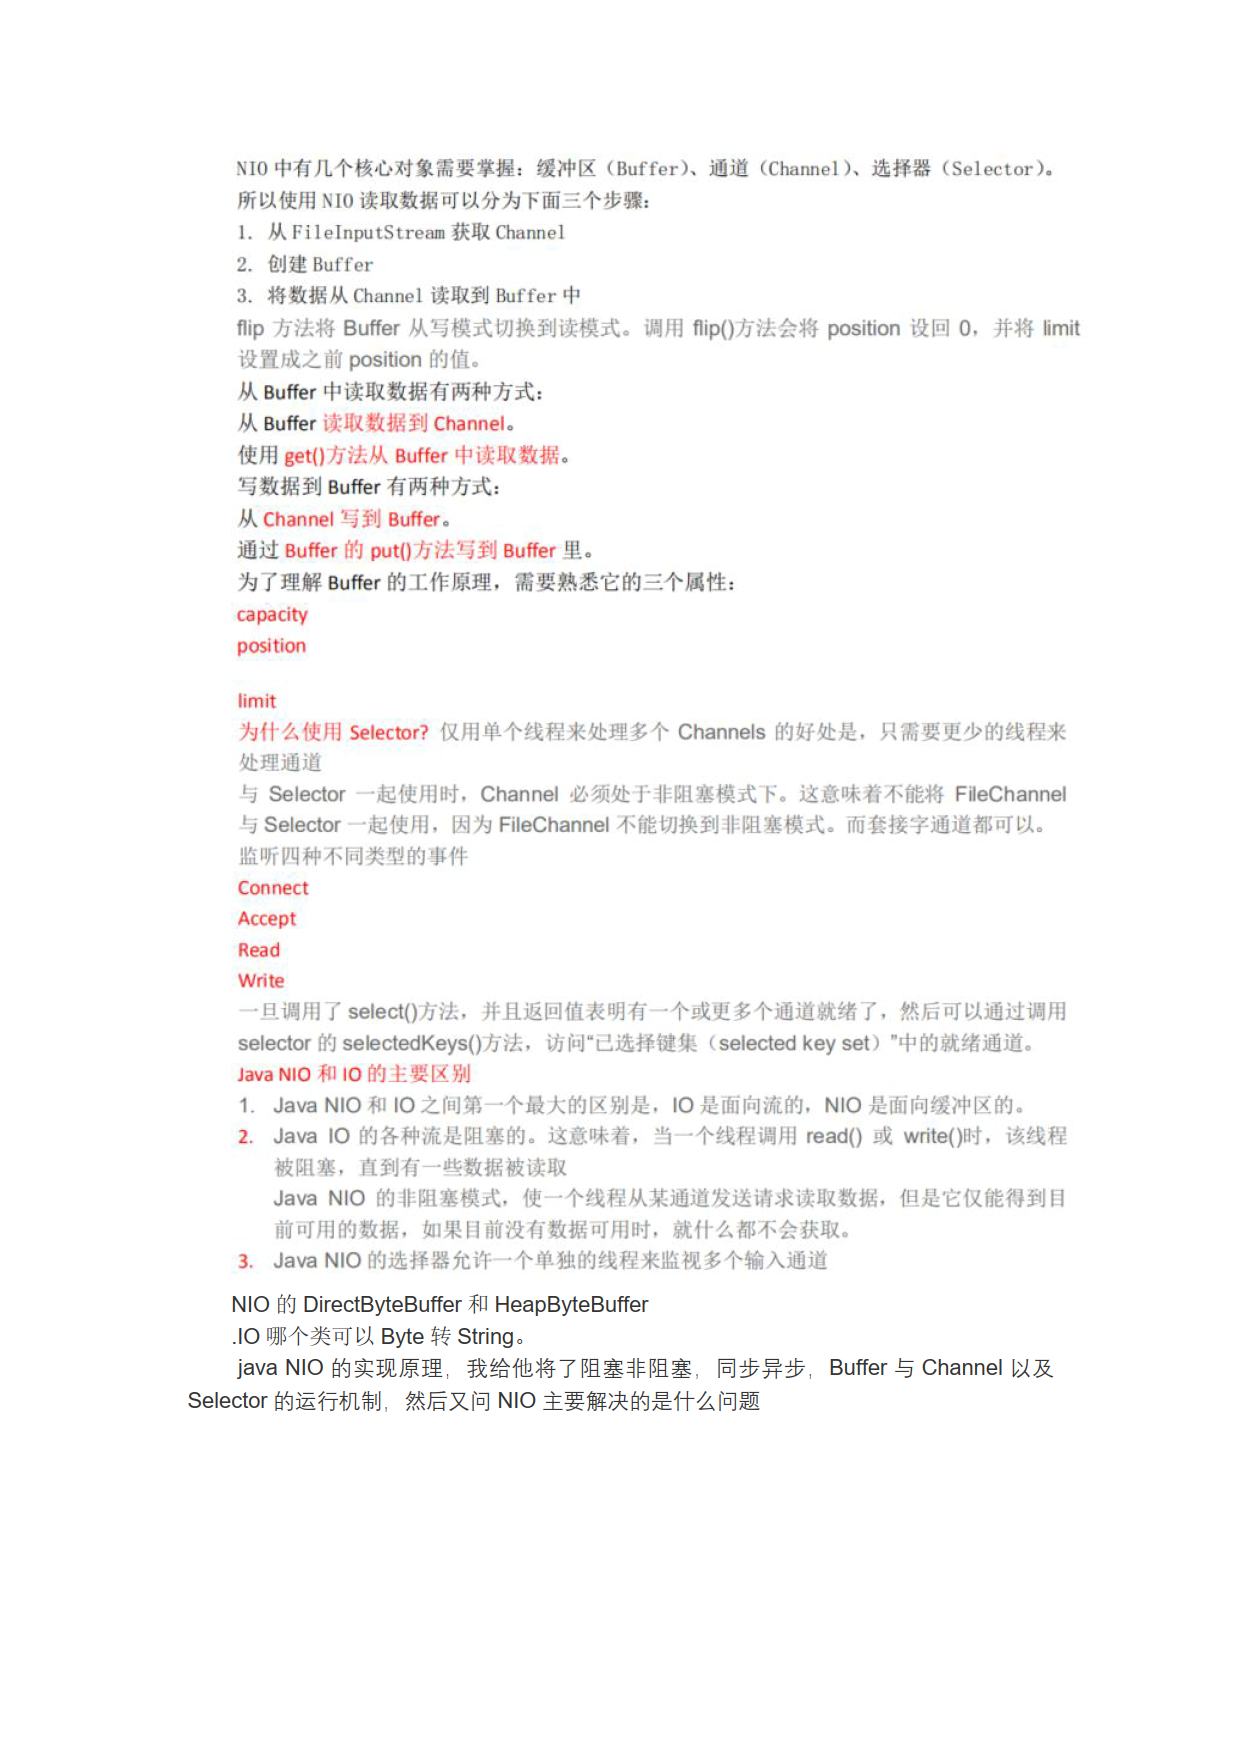 NIO 中有几个核心对象需要掌握：缓冲区（Buffer）、通道（Channel）、选择器（Selector）。
所以使用 NIO 读取数据可以分为下面三个步骤：
1. 从 FileInputStream 获取 Channel
2. 创建 Buffer
3. 将数据从 Channel 读取到 Buffer 中
flip 方法将 Buffer 从写模式切换到读模式。调用 flip()方法会将 position 设回 0，并将 limit
设置成之前 position 的值。
从 Buffer 中读取数据有两种方式：
从 Buffer 读取数据到 Channel。
使用 get()方法从 Buffer 中读取数据。
写数据到 Buffer 有两种方式：
从 Channel 写到 Buffer。
通过 Buffer 的 put()方法写到 Buffer 里。
为了理解 Buffer 的工作原理，需要熟悉它的三个属性：
capacity
position
limit
为什么使用 Selector? 仅用单个线程来处理多个 Channels 的好处是，只需要更少的线程来
处理通道
与 Selector 一起使用时，Channel 必须处于非阻塞模式下。这意味着不能将 FileChannel
与 Selector 一起使用，因为 FileChannel 不能切换到非阻塞模式。而套接字通道都可以。
监听四种不同类型的事件
Connect
Accept
Read
Write
一旦调用了 select()方法，并且返回值表明有一个或更多个通道就绪了，然后可以通过调用
selector 的 selectedKeys()方法，访问“已选择键集（selected key set）”中的就绪通道。
Java NIO 和 IO 的主要区别
1. Java NIO 和 IO 之间第一个最大的区别是，IO 是面向流的，NIO 是面向缓冲区的。
2. Java IO 的各种流是阻塞的。这意味着，当一个线程调用 read() 或 write()时，该线程
被阻塞，直到有一些数据被读取
Java NIO 的非阻塞模式，使一个线程从某通道发送请求读取数据，但是它仅能得到目
前可用的数据，如果目前没有数据可用时，就什么都不会获取。
3. Java NIO 的选择器允许一个单独的线程来监视多个输入通道
NIO 的 DirectByteBuffer 和 HeapByteBuffer
.IO 哪个类可以 Byte 转 String。
java NIO 的实现原理，我给他将了阻塞非阻塞，同步异步，Buffer 与 Channel 以及
Selector 的运行机制，然后又问 NIO 主要解决的是什么问题